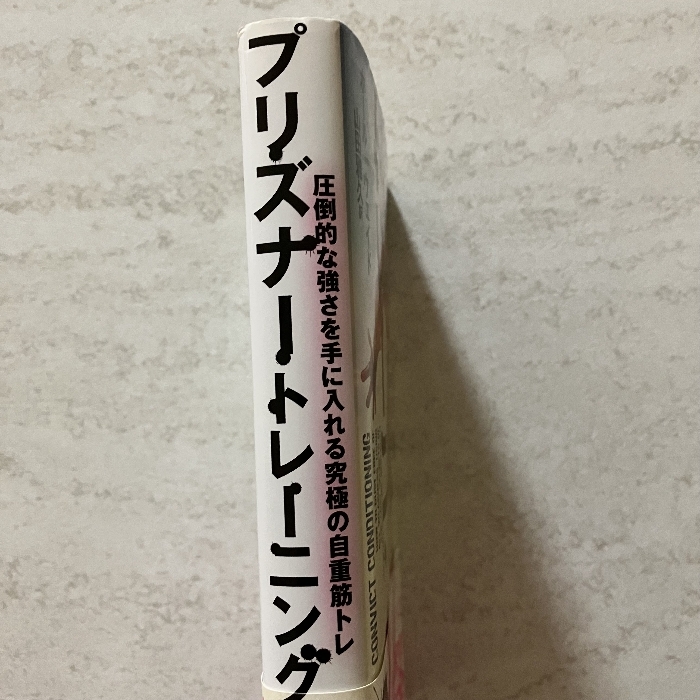 プリズナートレーニング
圧倒的な強さを手に入れる究極の自重筋トレ
CONVICT CONDITIONING